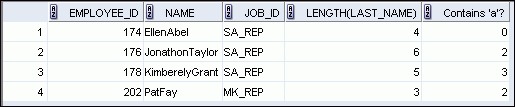 EMPLOYEE_ID NAME JOB_ID LENGTH(LAST_NAME) Contains 'a'?
1 174 EllenAbel SA_REP 4 0
2 176 JonathonTaylor SA_REP 6 2
3 178 KimberelyGrant SA_REP 5 3
4 202 PatFay MK_REP 3 2